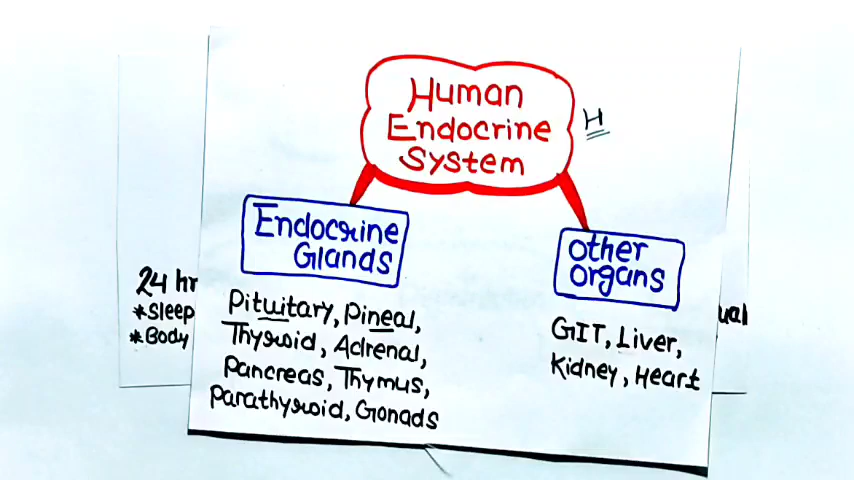 Human
Endocrine
System
H
Endocrine
Glands
Pituitary, Pineal,
Thyroid, Adrenal,
Pancreas, Thymus,
Parathyroid, Gonads
other
organs
GIT, Liver,
Kidney, Heart
24 hr
*Sleep
*Body
ual